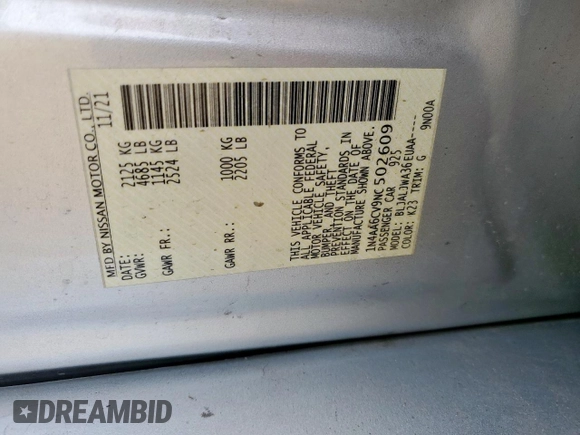 MFD BY NISSAN MOTOR CO., LTD.
DATE: 11/21
GVWR: 2125 KG
4685 LB
GAWR FR.: 1145 KG
2524 LB
GAWR RR.: 1000 KG
2205 LB
THIS VEHICLE CONFORMS TO
ALL APPLICABLE FEDERAL
MOTOR VEHICLE SAFETY,
BUMPER, AND THEFT
PREVENTION STANDARDS IN
EFFECT ON THE DATE OF
MANUFACTURE SHOWN ABOVE.
1N4AA6CV9NC502609
PASSENGER CAR 925
MODEL: BLJALJWA36EUAA----
COLOR: K23 TRIM: G 9N00A
DREAMBID